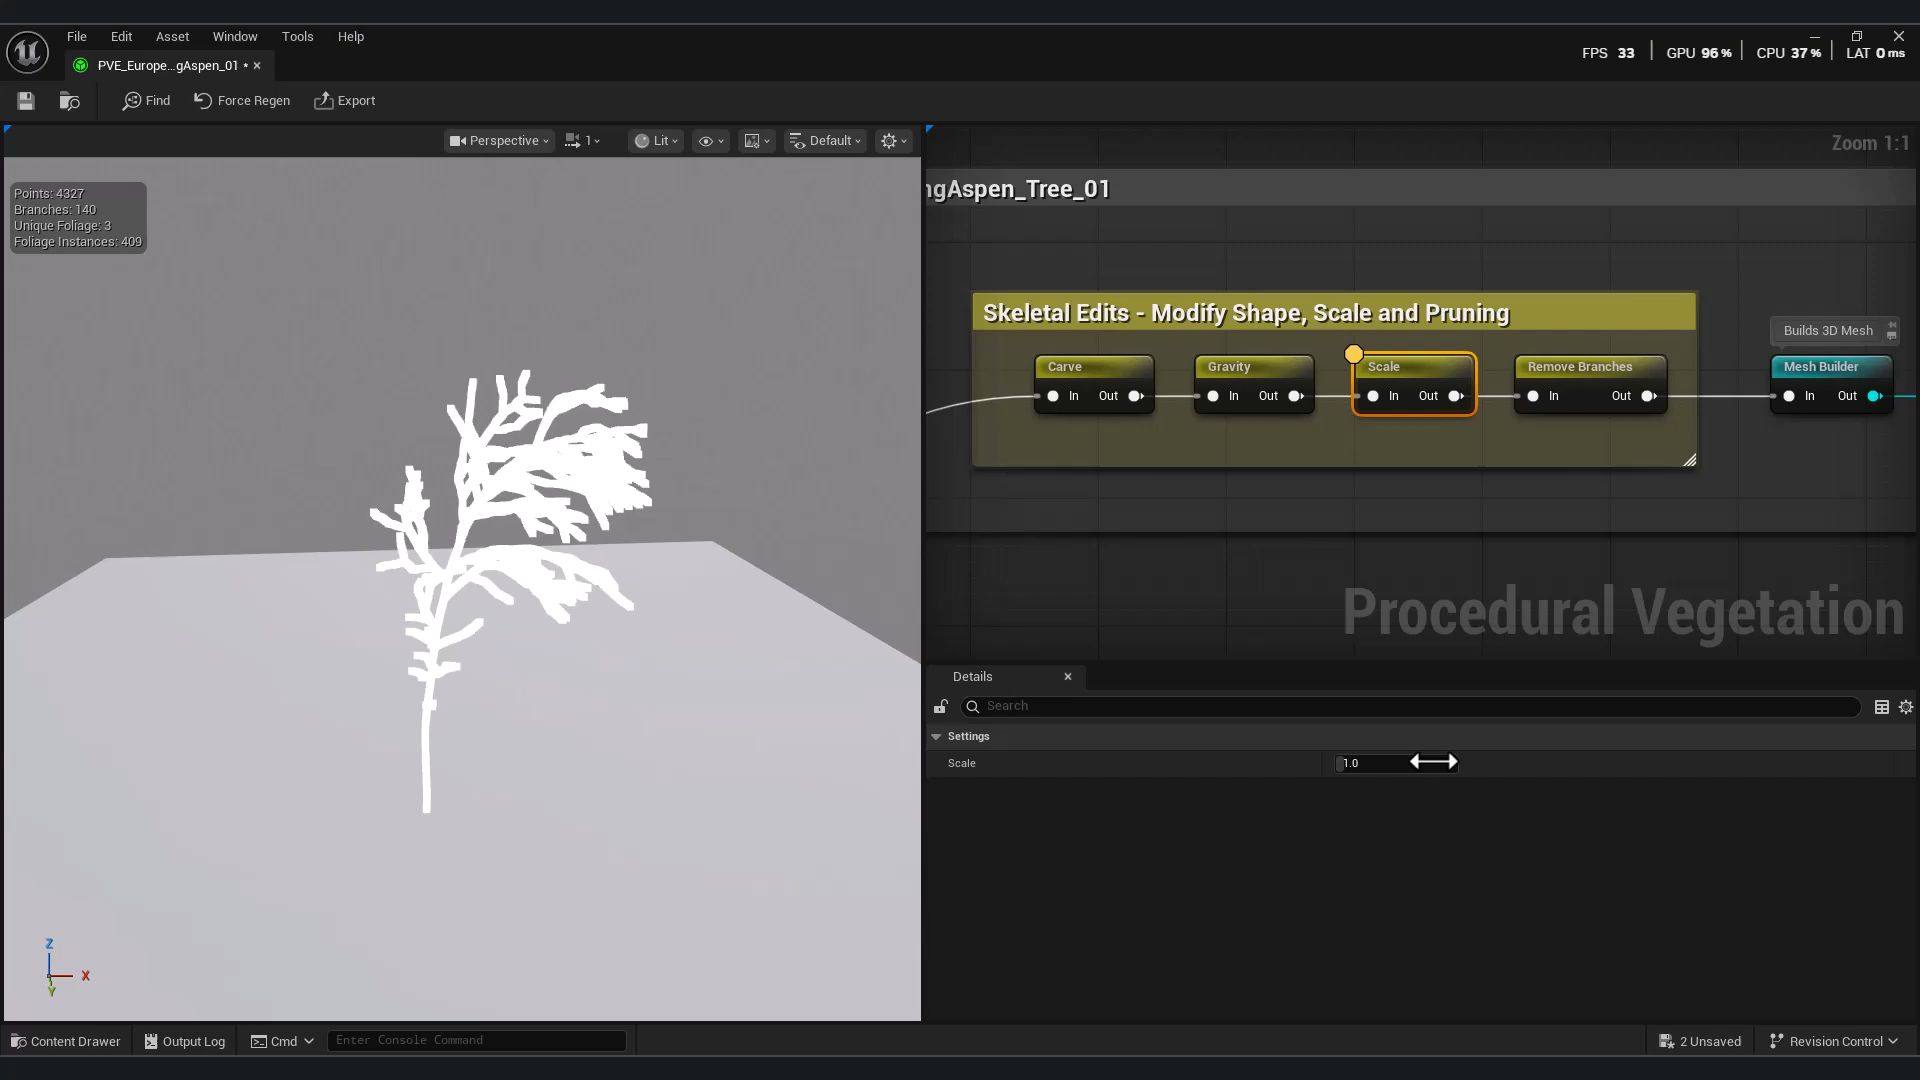 File Edit Asset Window Tools Help
FPS 33 GPU 96 % CPU 37 % LAT 0 ms
PVE_Europe...gAspen_01 •
Find Force Regen Export
Perspective 1 Lit Default
Zoom 1:1
Points: 4327
Branches: 140
Unique Foliage: 3
Foliage Instances: 409
ngAspen_Tree_01
Skeletal Edits - Modify Shape, Scale and Pruning
Builds 3D Mesh
Carve Gravity Scale Remove Branches Mesh Builder
In Out In Out In Out In Out In Out
Procedural Vegetation
Details
Search
Settings
Scale 1.0
Z
X
Y
Content Drawer Output Log Cmd Enter Console Command 2 Unsaved Revision Control